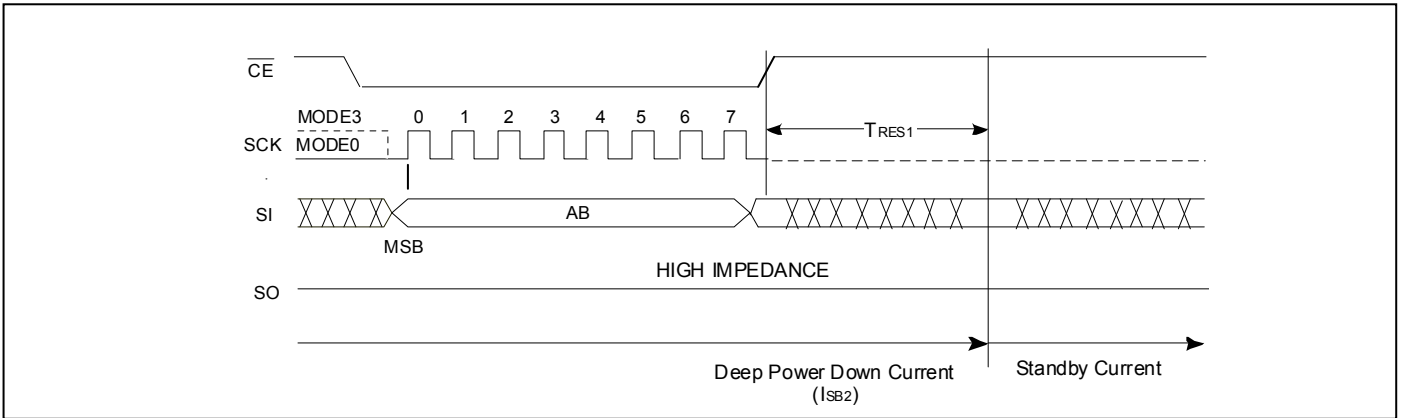 CE
MODE3 0 1 2 3 4 5 6 7
SCK MODE0
TRES1
SI AB
MSB
HIGH IMPEDANCE
SO
Deep Power Down Current
(ISB2)
Standby Current